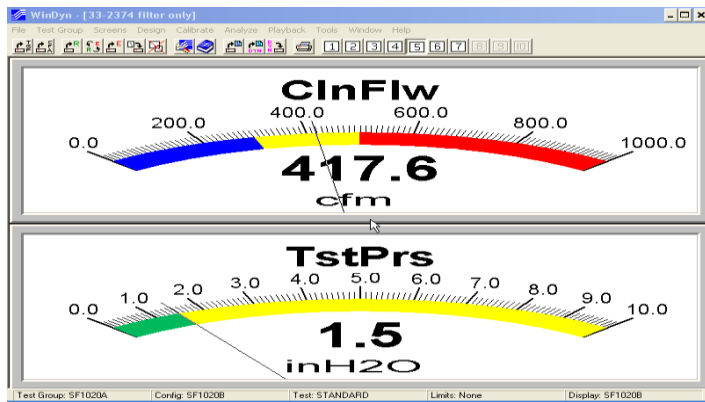 WinDyn - [33-2374 fitter only]
File Test Group Screens Design Calibrate Analyze Playback Tools Window Help
1 2 3 4 5 6 7 8 9 10
ClnFlw
0.0 200.0 400.0 600.0 800.0 1000.0
417.6
cfm
TstPrs
0.0 1.0 2.0 3.0 4.0 5.0 6.0 7.0 8.0 9.0 10.0
1.5
inH2O
Test Group: SF1020A Config: SF1020B Test: STANDARD Limits: None Display: SF1020B